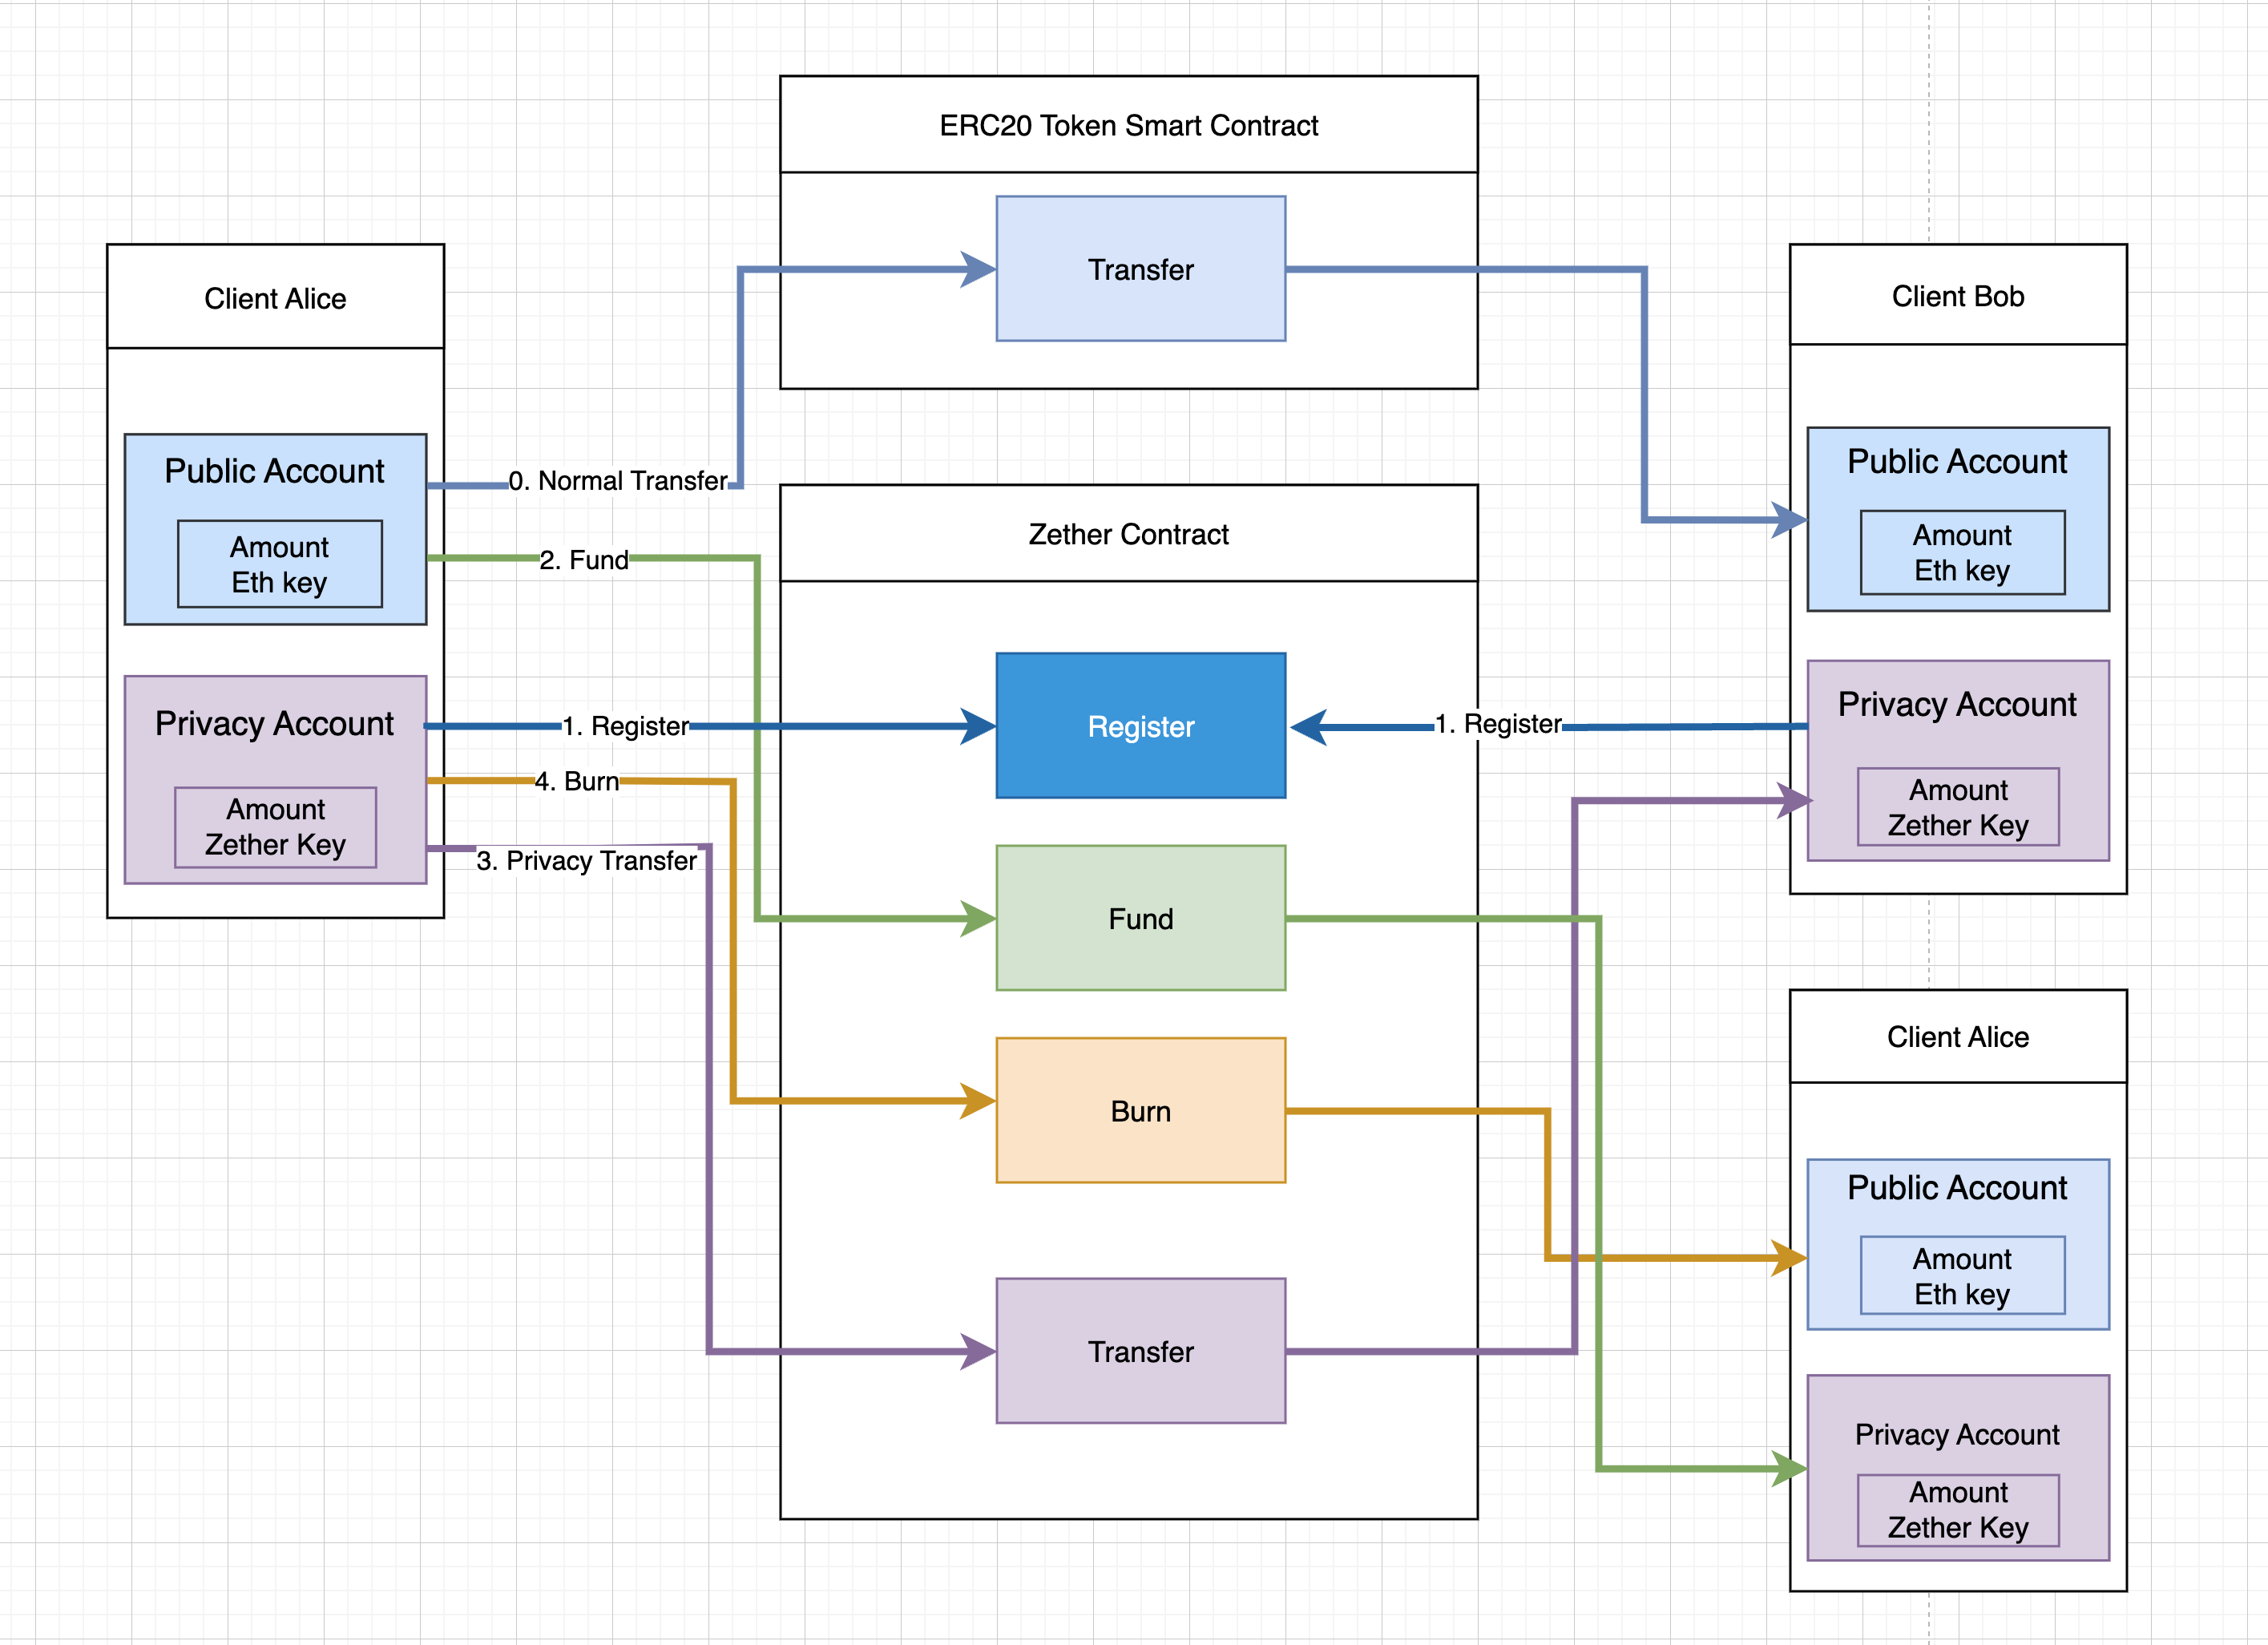 ERC20 Token Smart Contract
Transfer
Client Alice
Public Account
Amount
Eth key
Privacy Account
Amount
Zether Key
0. Normal Transfer
2. Fund
1. Register
4. Burn
3. Privacy Transfer
Zether Contract
Register
Fund
Burn
Transfer
1. Register
Client Bob
Public Account
Amount
Eth key
Privacy Account
Amount
Zether Key
Client Alice
Public Account
Amount
Eth key
Privacy Account
Amount
Zether Key